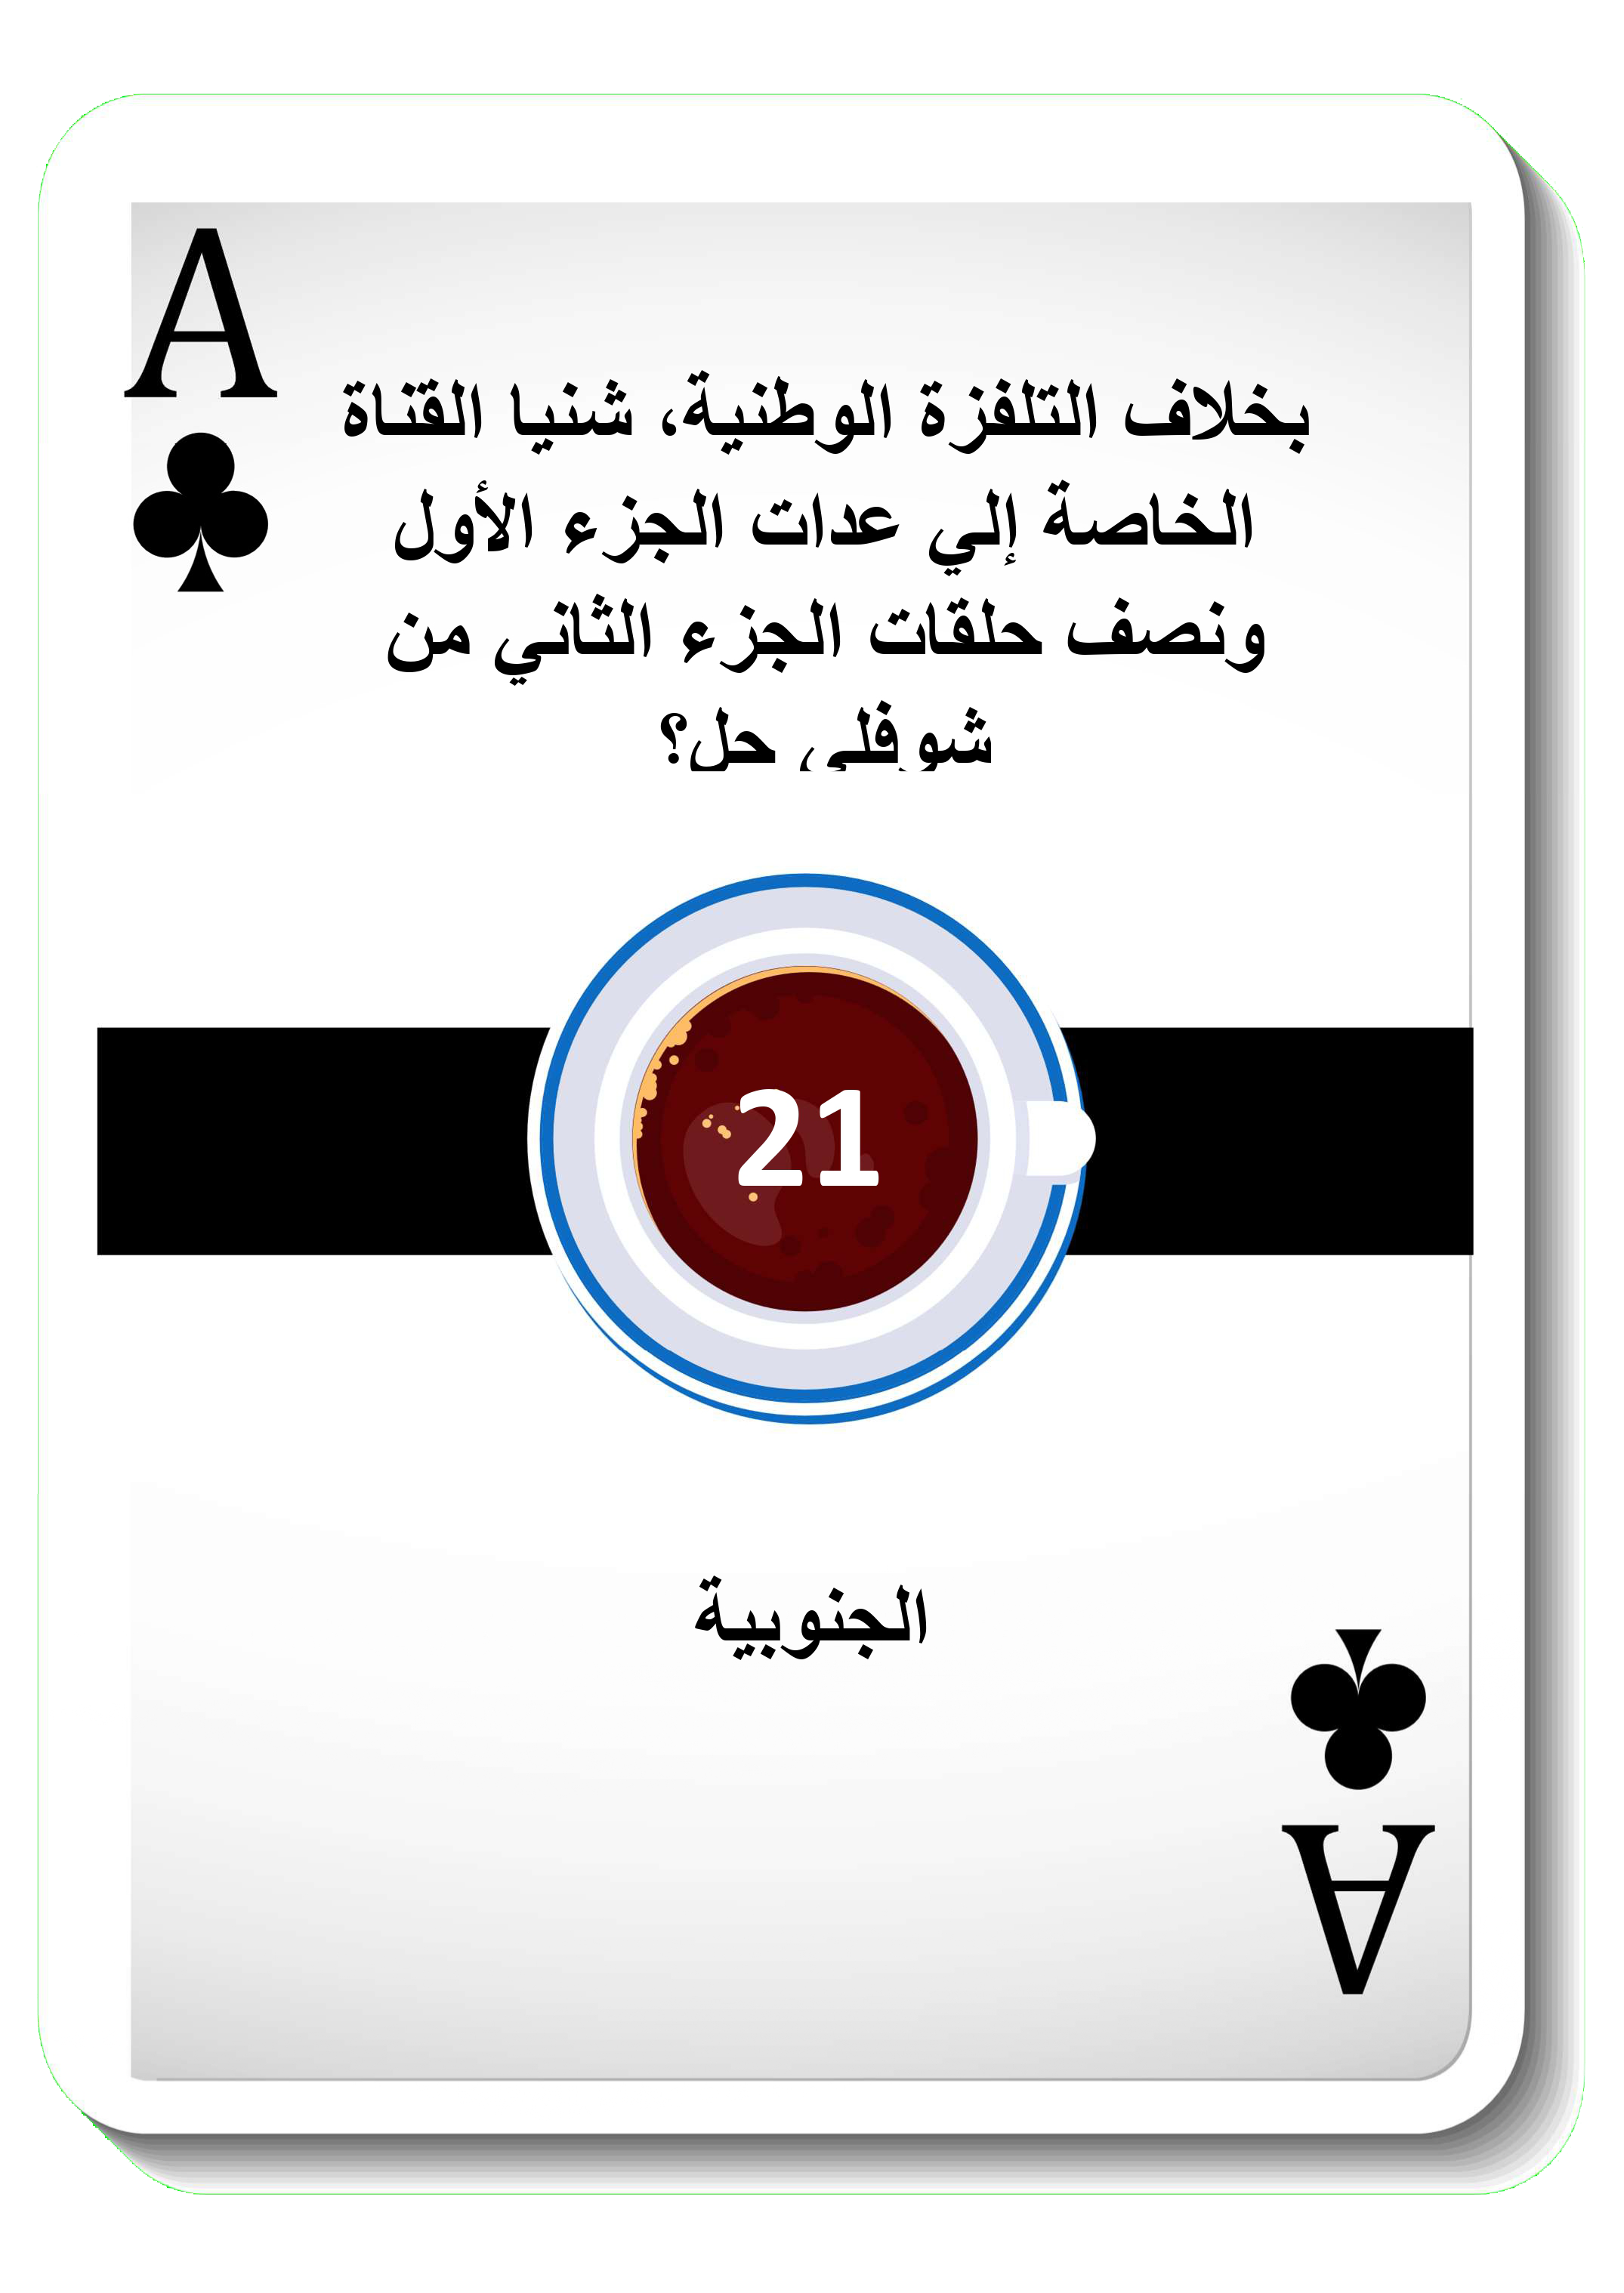 A
بخلاف التلفزة الوطنية، شنيا القناة
الخاصة إلي عدات الجزء الأول
ونصف حلقات الجزء الثاني من
شوفلي حل؟
21
الجنوبية
A